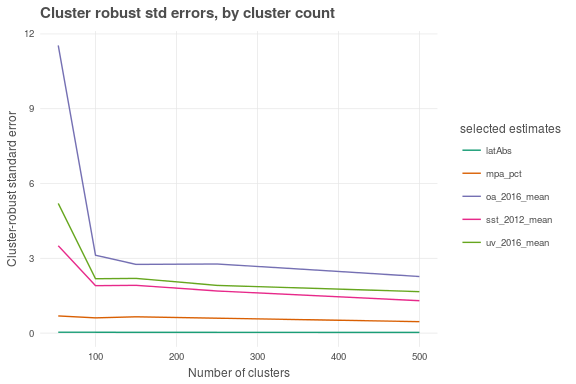 Cluster robust std errors, by cluster count
Cluster-robust standard error
12
9
6
3
0
100
200
300
400
500
Number of clusters
selected estimates
latAbs
mpa_pct
oa_2016_mean
sst_2012_mean
uv_2016_mean